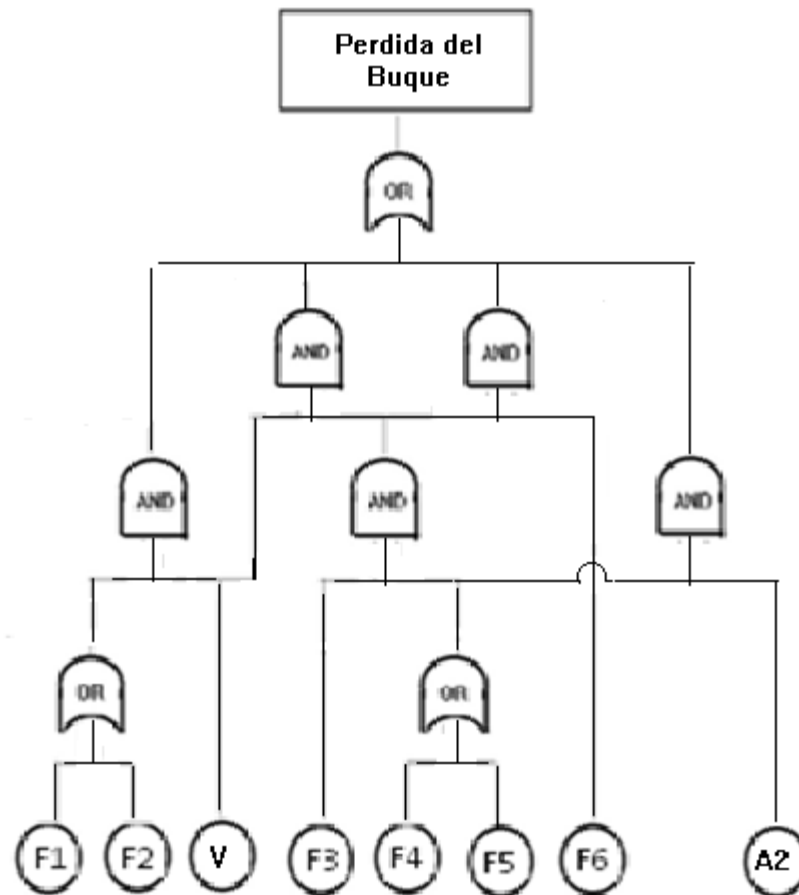 Perdida del
Buque
OR
AND AND
AND AND AND
OR OR
F1 F2 V F3 F4 F5 F6 A2